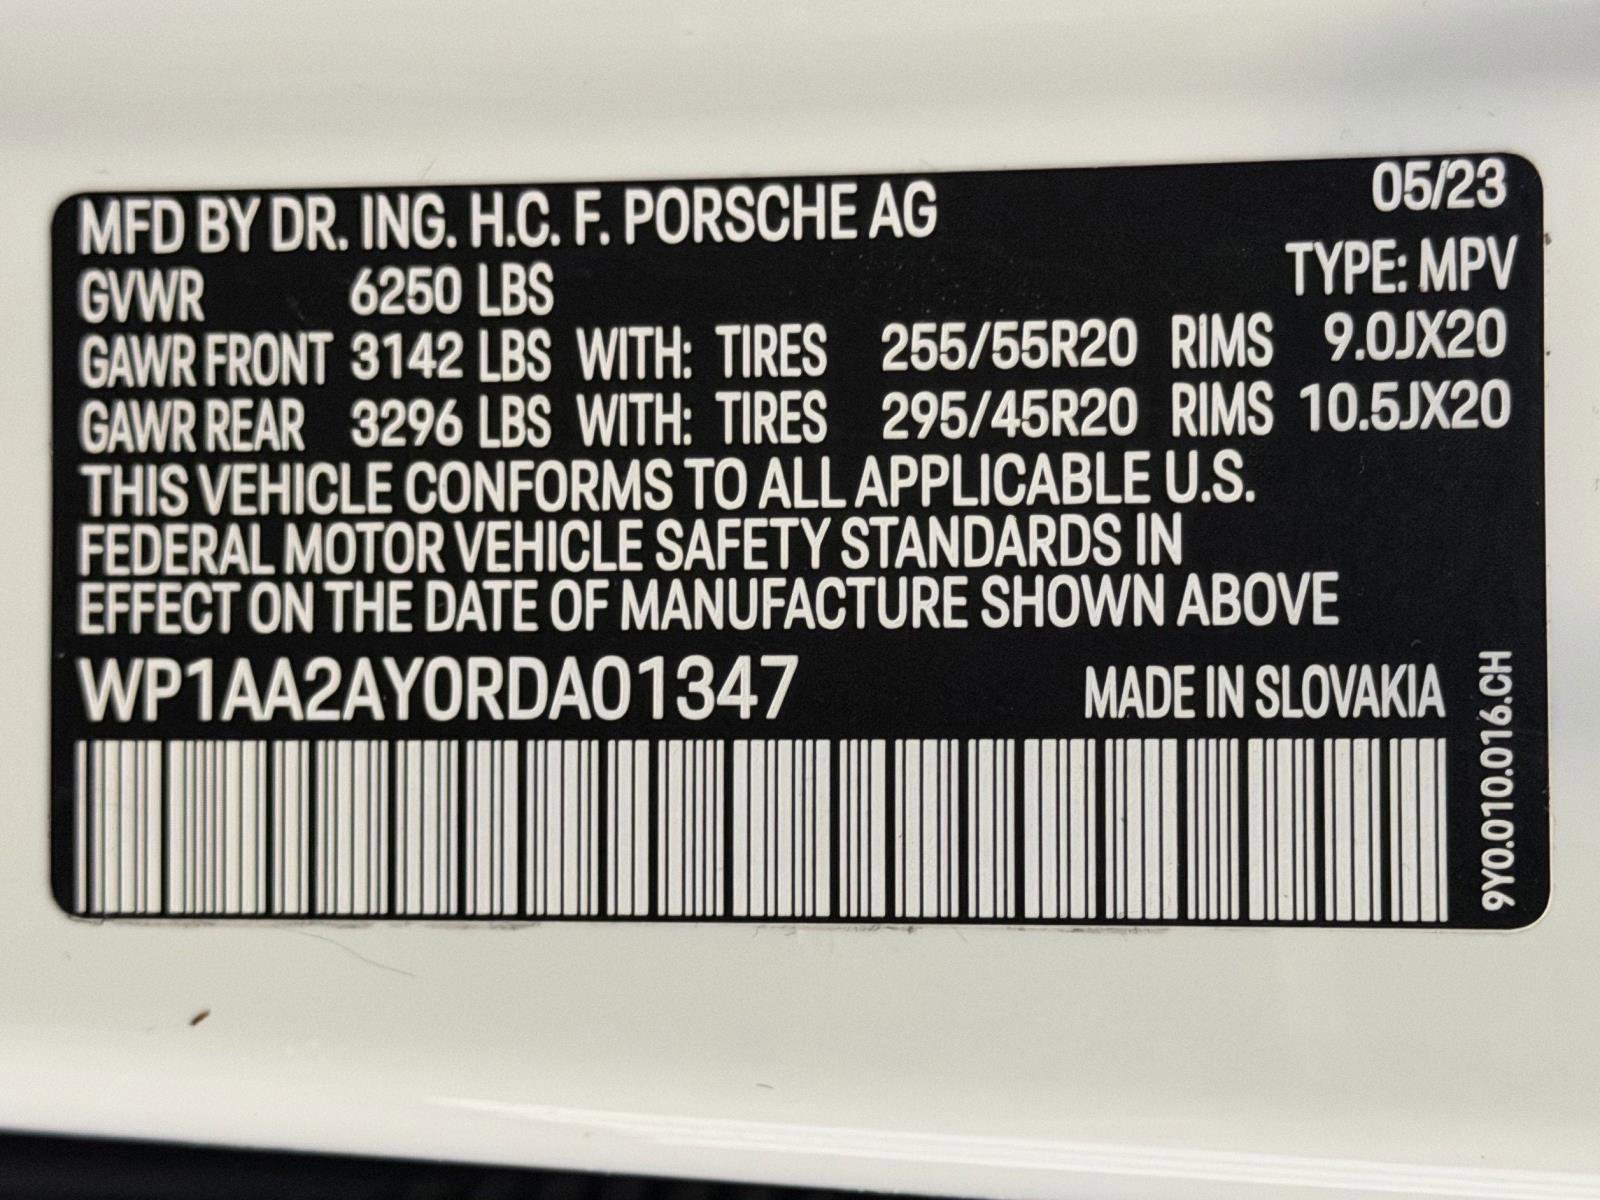 05/23
MFD BY DR. ING. H.C. F. PORSCHE AG
TYPE: MPV
GVWR 6250 LBS
GAWR FRONT 3142 LBS WITH: TIRES 255/55R20 RIMS 9.0JX20
GAWR REAR 3296 LBS WITH: TIRES 295/45R20 RIMS 10.5JX20
THIS VEHICLE CONFORMS TO ALL APPLICABLE U.S.
FEDERAL MOTOR VEHICLE SAFETY STANDARDS IN
EFFECT ON THE DATE OF MANUFACTURE SHOWN ABOVE
WP1AA2AY0RDA01347 MADE IN SLOVAKIA
9Y0.010.016.CH